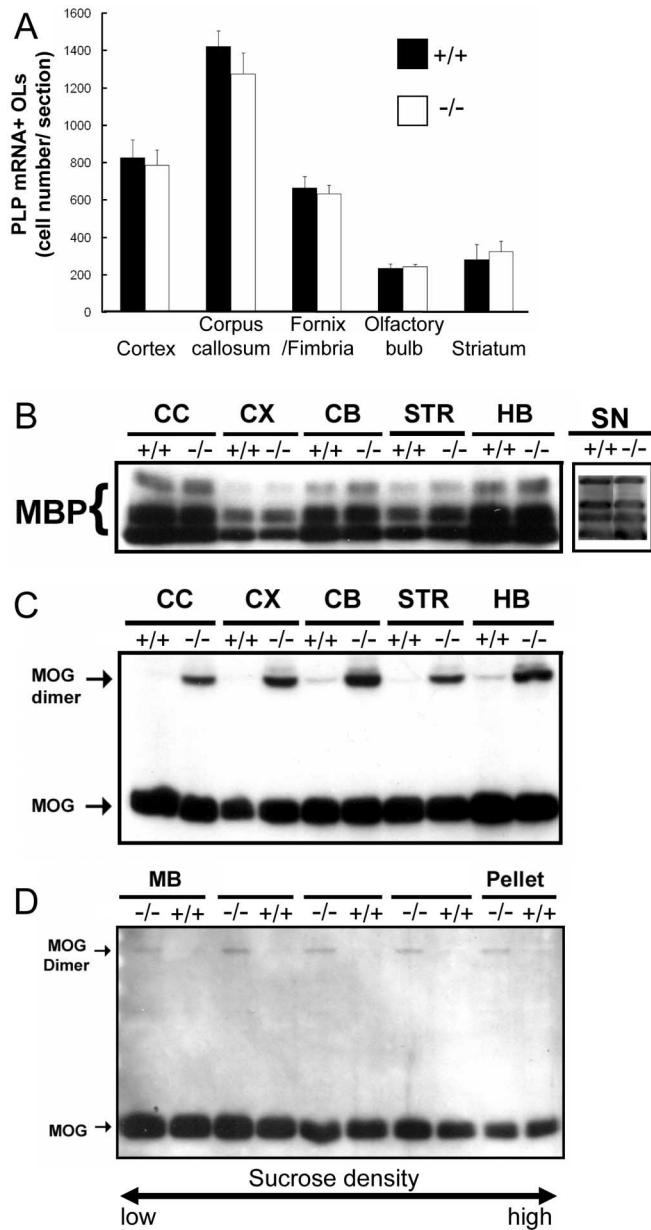 A
PLP mRNA+ OLs
(cell number/ section)
1600
1400
1200
1000
800
600
400
200
0
+/+
-/-
Cortex
Corpus
callosum
Fornix
/Fimbria
Olfactory
bulb
Striatum
B
CC CX CB STR HB SN
+/+ -/- +/+ -/- +/+ -/- +/+ -/- +/+ -/- +/+ -/-
MBP{
C
CC CX CB STR HB
+/+ -/- +/+ -/- +/+ -/- +/+ -/- +/+ -/-
MOG
dimer
MOG
D
MB Pellet
-/- +/+ -/- +/+ -/- +/+ -/- +/+ -/- +/+
MOG
Dimer
MOG
Sucrose density
low high